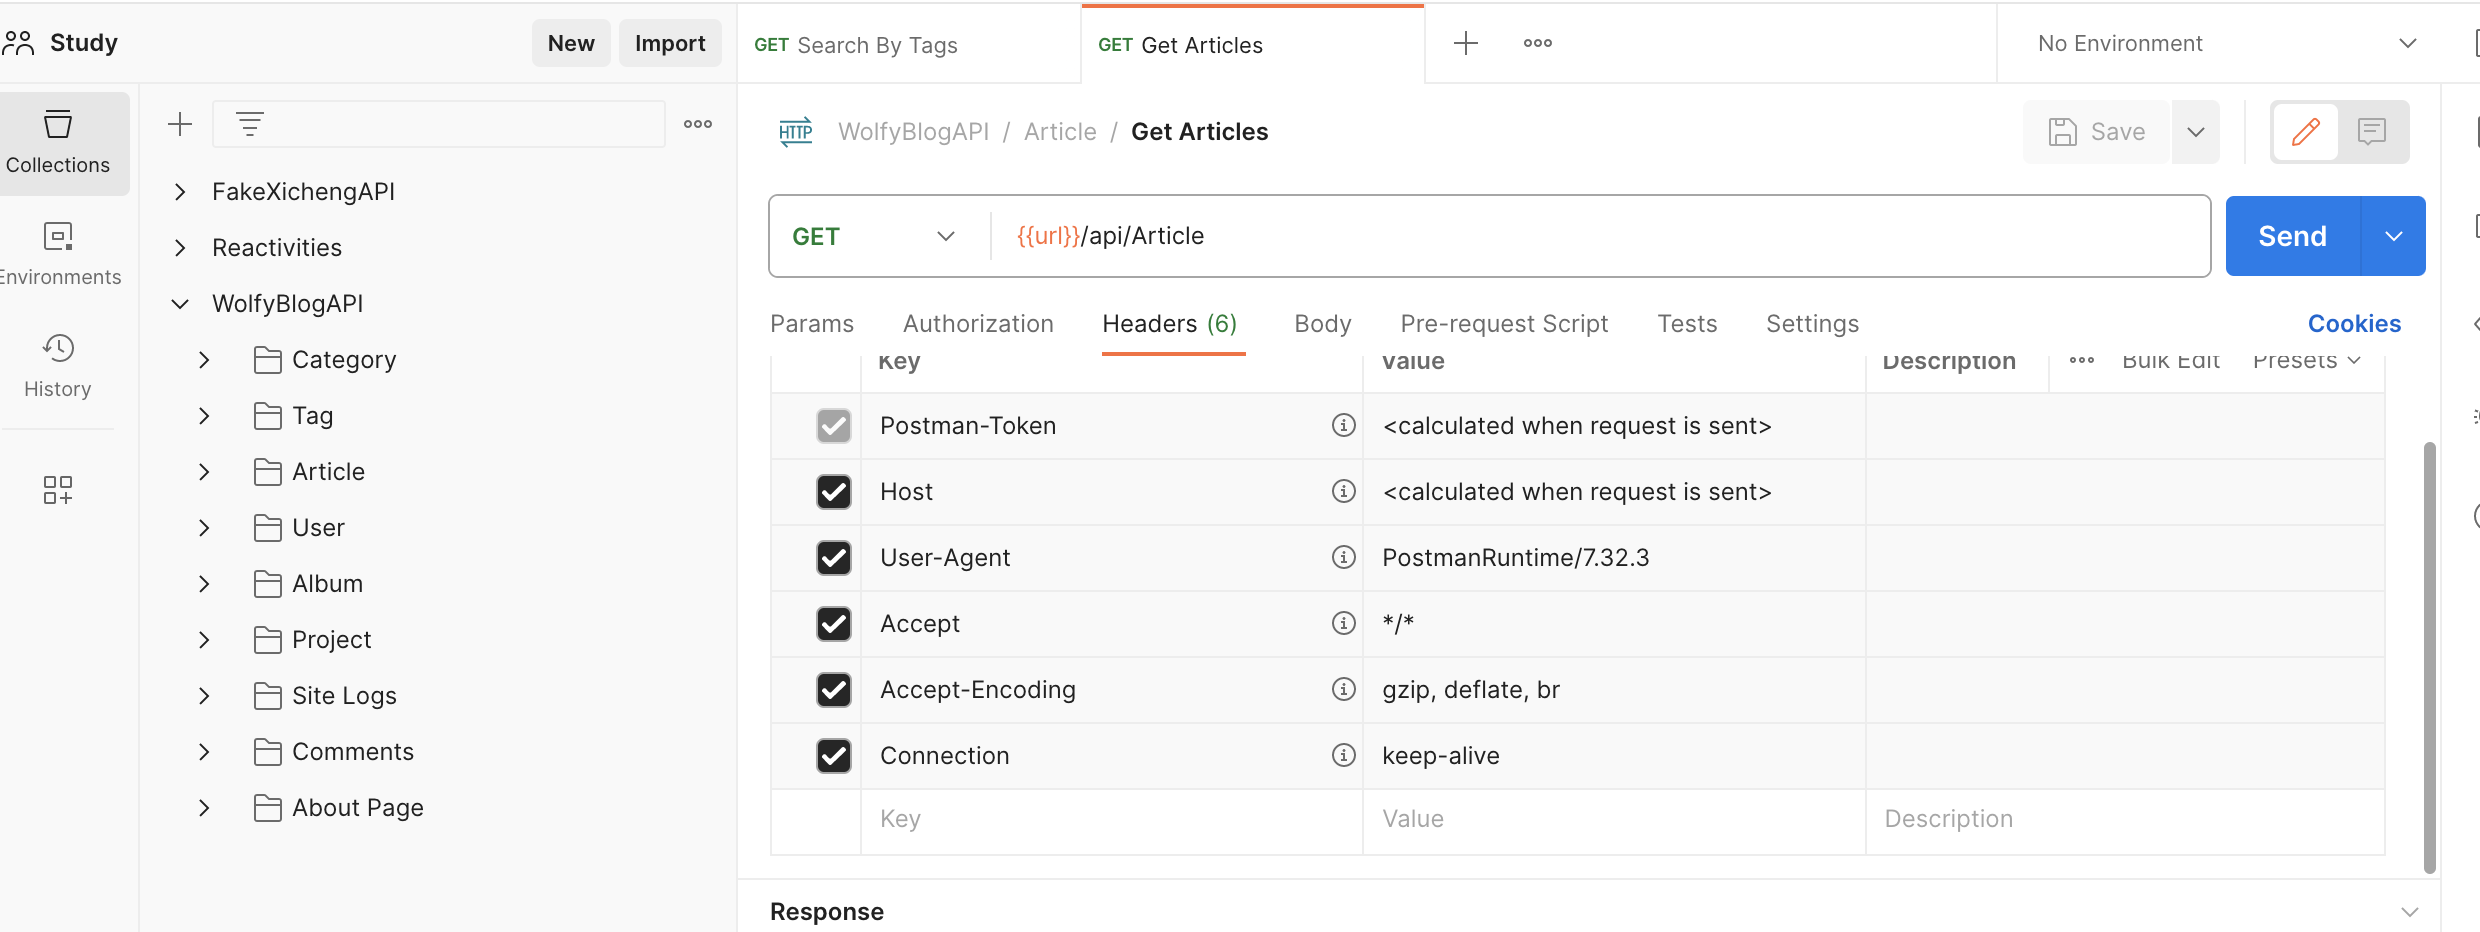 Study
New
Import
GET Search By Tags
GET Get Articles
No Environment
Collections
Environments
History
FakeXichengAPI
Reactivities
WolfyBlogAPI
Category
Tag
Article
User
Album
Project
Site Logs
Comments
About Page
HTTP
WolfyBlogAPI / Article / Get Articles
Save
GET
{{url}}/api/Article
Send
Params
Authorization
Headers (6)
Body
Pre-request Script
Tests
Settings
Cookies
Key
Value
Description
Bulk Edit
Presets
Postman-Token
<calculated when request is sent>
Host
<calculated when request is sent>
User-Agent
PostmanRuntime/7.32.3
Accept
*/*
Accept-Encoding
gzip, deflate, br
Connection
keep-alive
Key
Value
Description
Response